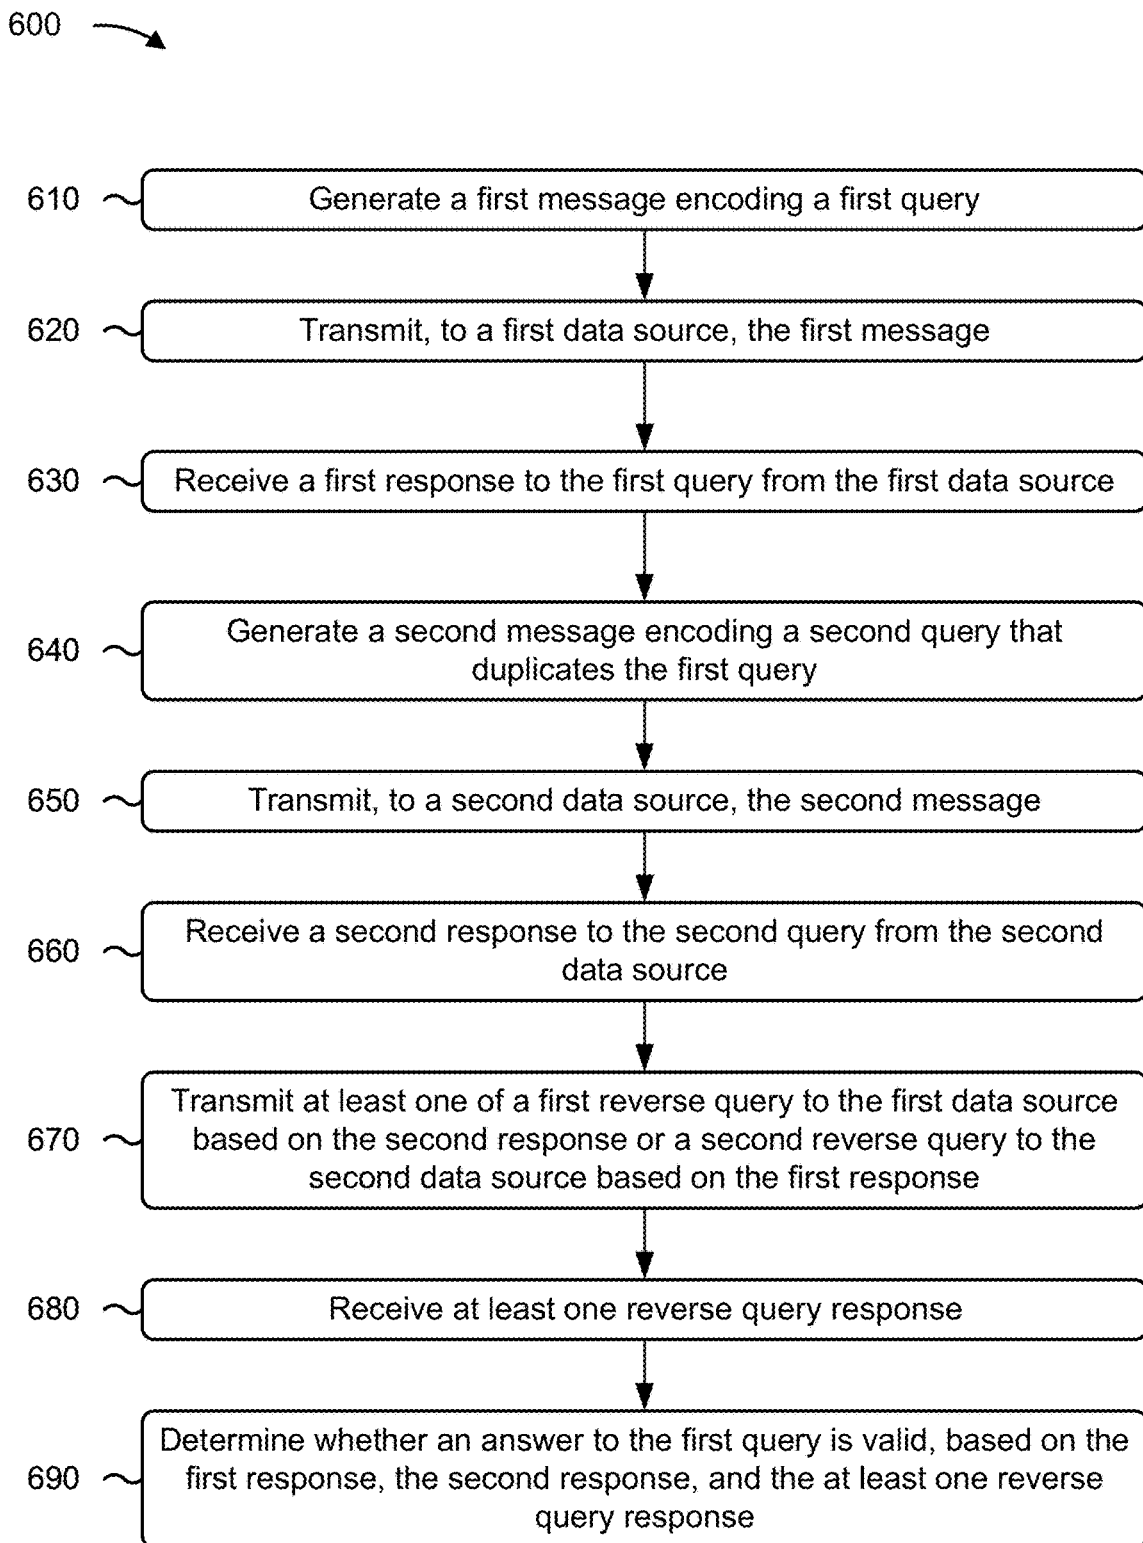 600
610
Generate a first message encoding a first query
620
Transmit, to a first data source, the first message
630
Receive a first response to the first query from the first data source
640
Generate a second message encoding a second query that
duplicates the first query
650
Transmit, to a second data source, the second message
660
Receive a second response to the second query from the second
data source
670
Transmit at least one of a first reverse query to the first data source
based on the second response or a second reverse query to the
second data source based on the first response
680
Receive at least one reverse query response
690
Determine whether an answer to the first query is valid, based on the
first response, the second response, and the at least one reverse
query response